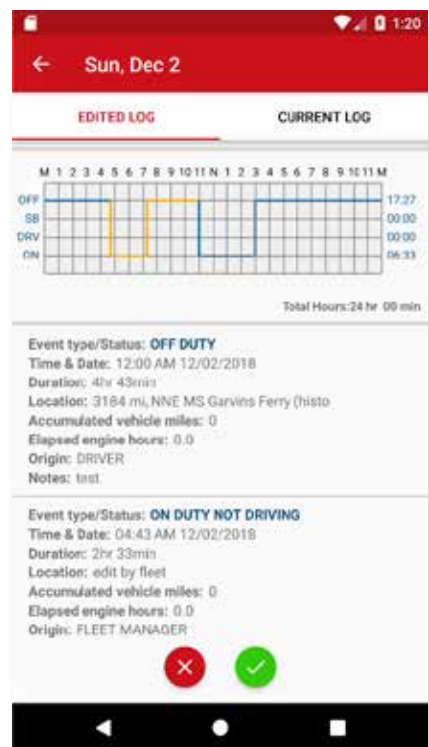 1:20
Sun, Dec 2
EDITED LOG CURRENT LOG
M 1 2 3 4 5 6 7 8 9 10 11 N 1 2 3 4 5 6 7 8 9 10 11 M
OFF 17:27
SB 00:00
DRV 00:00
ON 06:33
Total Hours:24 hr 00 min
Event type/Status: OFF DUTY
Time & Date: 12:00 AM 12/02/2018
Duration: 4hr 43min
Location: 3184 mi, NNE MS Garvins Ferry (histo
Accumulated vehicle miles: 0
Elapsed engine hours: 0.0
Origin: DRIVER
Notes: test
Event type/Status: ON DUTY NOT DRIVING
Time & Date: 04:43 AM 12/02/2018
Duration: 2hr 33min
Location: edit by fleet
Accumulated vehicle miles: 0
Elapsed engine hours: 0.0
Origin: FLEET MANAGER